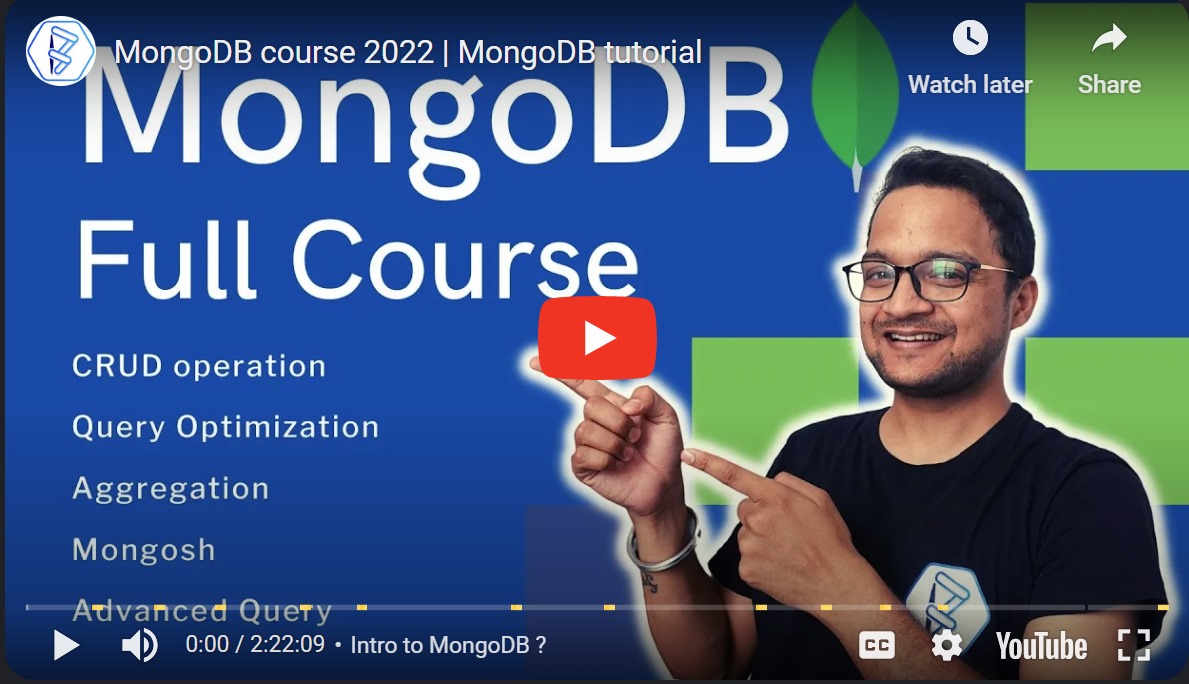 MongoDB course 2022 | MongoDB tutorial
Watch later
Share
MongoDB
Full Course
CRUD operation
Query Optimization
Aggregation
Mongosh
Advanced Query
0:00 / 2:22:09 • Intro to MongoDB ?
CC
YouTube